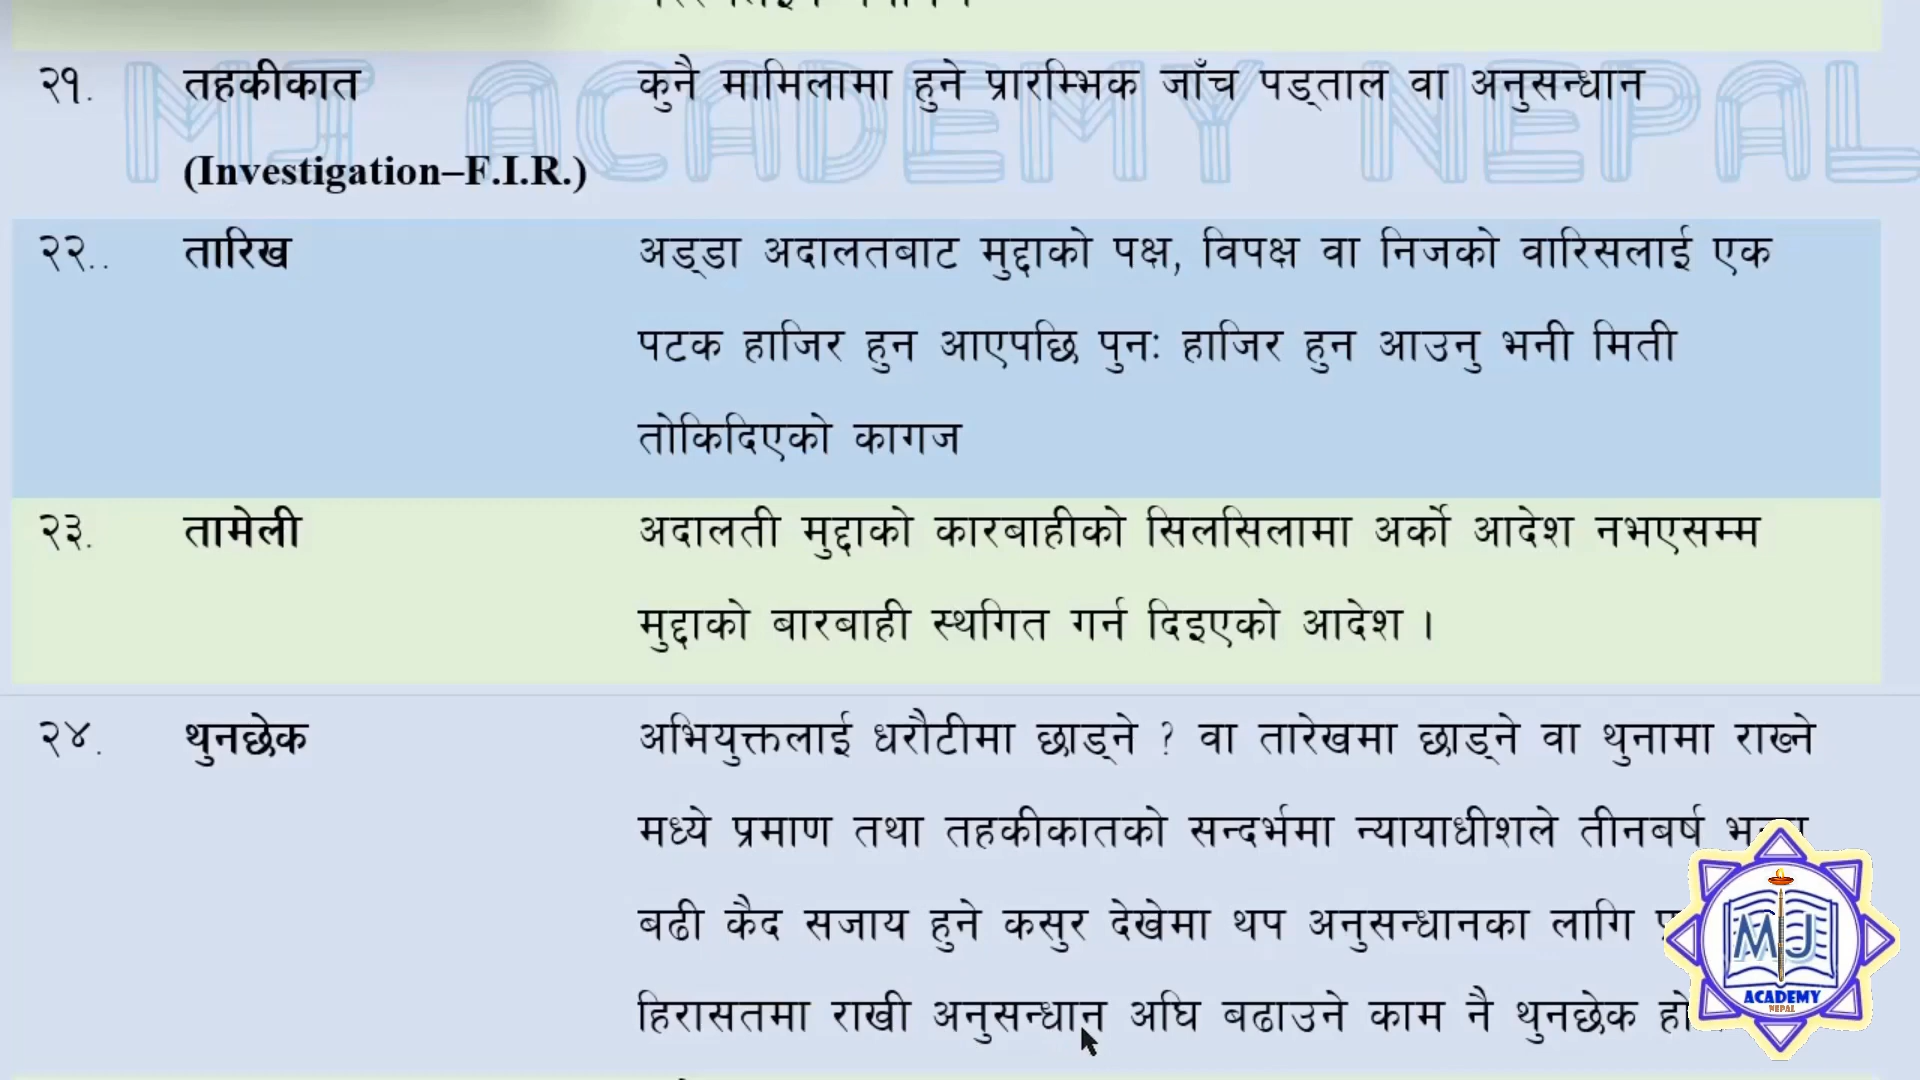 २१. तहकीकात कुनै मामिलामा हुने प्रारम्भिक जाँच पड्ताल वा अनुसन्धान
MJ ACADEMY NEPAL
(Investigation–F.I.R.)
२२.. तारिख अड्डा अदालतबाट मुद्दाको पक्ष, विपक्ष वा निजको वारिसलाई एक
पटक हाजिर हुन आएपछि पुनः हाजिर हुन आउनु भनी मिती
तोकिदिएको कागज
२३. तामेली अदालती मुद्दाको कारबाहीको सिलसिलामा अर्को आदेश नभएसम्म
मुद्दाको बारबाही स्थगित गर्न दिइएको आदेश ।
२४. थुनछेक अभियुक्तलाई धरौटीमा छाड्ने ? वा तारेखमा छाड्ने वा थुनामा राख्ने
मध्ये प्रमाण तथा तहकीकातको सन्दर्भमा न्यायाधीशले तीनबर्ष
बढी कैद सजाय हुने कसुर देखेमा थप अनुसन्धानका लागि
हिरासतमा राखी अनुसन्धान अघि बढाउने काम नै थुनछेक हो
MJ
ACADEMY
NEPAL